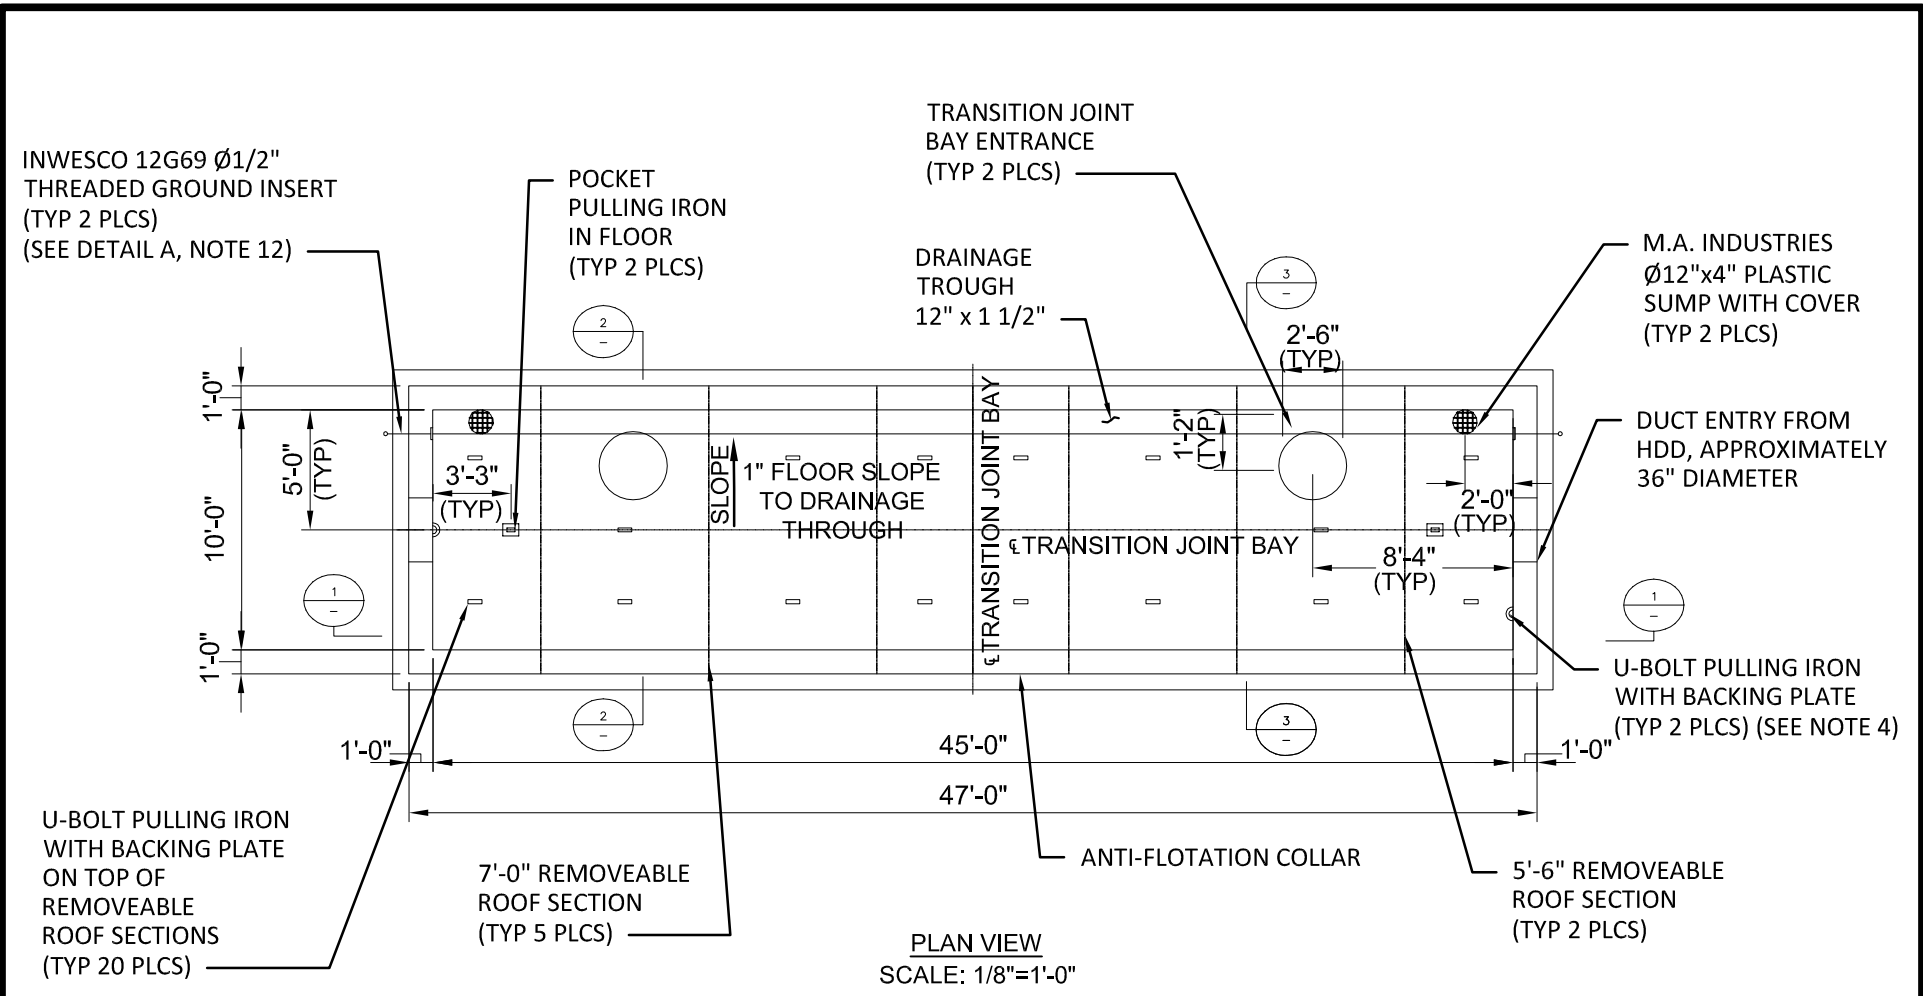 INWESCO 12G69 Ø1/2"
THREADED GROUND INSERT
(TYP 2 PLCS)
(SEE DETAIL A, NOTE 12)
POCKET
PULLING IRON
IN FLOOR
(TYP 2 PLCS)
TRANSITION JOINT
BAY ENTRANCE
(TYP 2 PLCS)
DRAINAGE
TROUGH
12" x 1 1/2"
M.A. INDUSTRIES
Ø12"x4" PLASTIC
SUMP WITH COVER
(TYP 2 PLCS)
DUCT ENTRY FROM
HDD, APPROXIMATELY
36" DIAMETER
2
–
3
–
2'-6"
(TYP)
1'-2"
(TYP)
1'-0"
10'-0"
1'-0"
5'-0"
(TYP)
3'-3"
(TYP)
SLOPE
1" FLOOR SLOPE
TO DRAINAGE
THROUGH
℄TRANSITION JOINT BAY
℄TRANSITION JOINT BAY
2'-0"
(TYP)
8'-4"
(TYP)
1
–
1
–
2
–
3
–
1'-0"
45'-0"
1'-0"
47'-0"
U-BOLT PULLING IRON
WITH BACKING PLATE
(TYP 2 PLCS) (SEE NOTE 4)
U-BOLT PULLING IRON
WITH BACKING PLATE
ON TOP OF
REMOVEABLE
ROOF SECTIONS
(TYP 20 PLCS)
7'-0" REMOVEABLE
ROOF SECTION
(TYP 5 PLCS)
ANTI-FLOTATION COLLAR
5'-6" REMOVEABLE
ROOF SECTION
(TYP 2 PLCS)
PLAN VIEW
SCALE: 1/8"=1'-0"